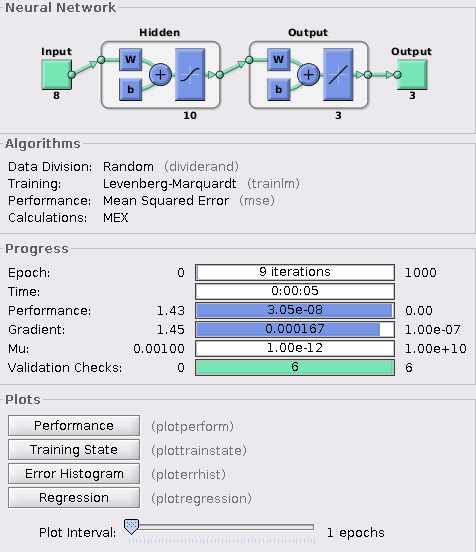 Neural Network
Hidden Output
Input Output
W W
b b
8 10 3 3
Algorithms
Data Division: Random (dividerand)
Training: Levenberg-Marquardt (trainlm)
Performance: Mean Squared Error (mse)
Calculations: MEX
Progress
Epoch: 0 9 iterations 1000
Time: 0:00:05
Performance: 1.43 3.05e-08 0.00
Gradient: 1.45 0.000167 1.00e-07
Mu: 0.00100 1.00e-12 1.00e+10
Validation Checks: 0 6 6
Plots
Performance (plotperform)
Training State (plottrainstate)
Error Histogram (ploterrhist)
Regression (plotregression)
Plot Interval: 1 epochs